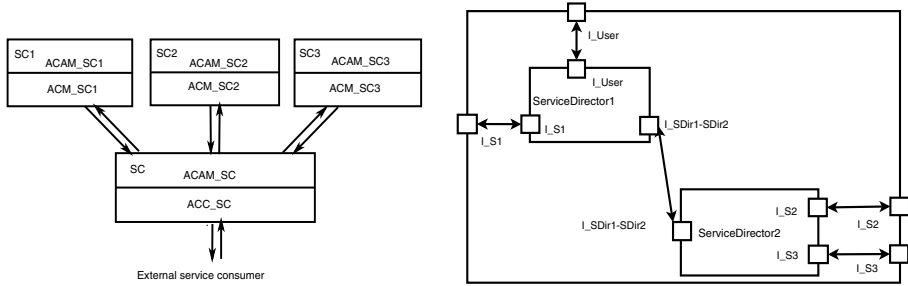 SC1
ACAM_SC1
ACM_SC1
SC2
ACAM_SC2
ACM_SC2
SC3
ACAM_SC3
ACM_SC3
SC
ACAM_SC
ACC_SC
External service consumer
I_User
I_User
ServiceDirector1
I_S1
I_S1
I_SDir1-SDir2
I_SDir1-SDir2
ServiceDirector2
I_S2
I_S2
I_S3
I_S3